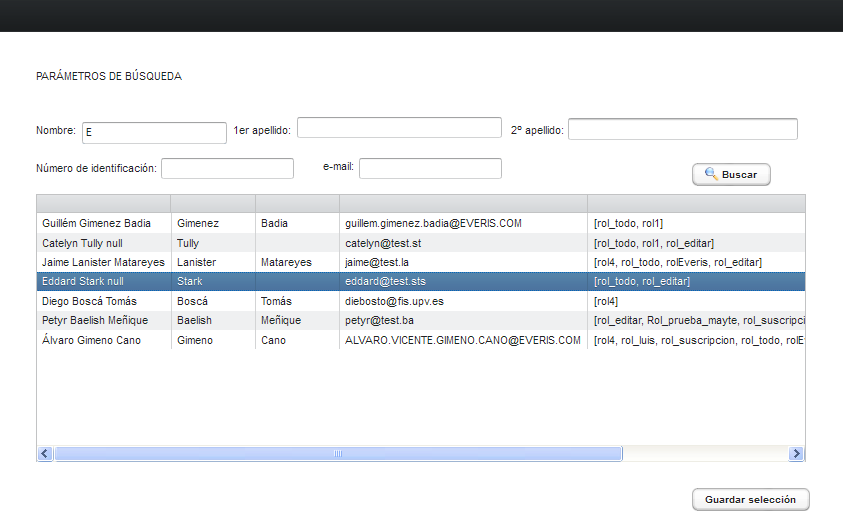 PARÁMETROS DE BÚSQUEDA
Nombre: E 1er apellido: 2º apellido:
Número de identificación: e-mail: Buscar
Guillém Gimenez Badia Gimenez Badia guillem.gimenez.badia@EVERIS.COM [rol_todo, rol1]
Catelyn Tully null Tully catelyn@test.st [rol_todo, rol1, rol_editar]
Jaime Lanister Matareyes Lanister Matareyes jaime@test.la [rol4, rol_todo, rolEveris, rol_editar]
Eddard Stark null Stark eddard@test.sts [rol_todo, rol_editar]
Diego Boscá Tomás Boscá Tomás diebosto@fis.upv.es [rol4]
Petyr Baelish Meñique Baelish Meñique petyr@test.ba [rol_editar, Rol_prueba_mayte, rol_suscripci
Álvaro Gimeno Cano Gimeno Cano ALVARO.VICENTE.GIMENO.CANO@EVERIS.COM [rol4, rol_luis, rol_suscripcion, rol_todo, rolE
Guardar selección